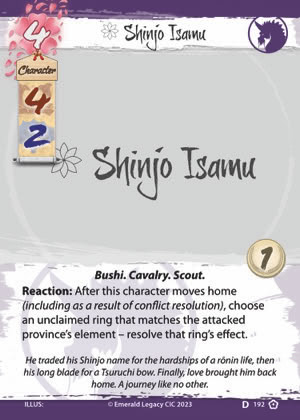 4
Shinjo Isamu
Character
4
2
Shinjo Isamu
1
Bushi. Cavalry. Scout.
Reaction: After this character moves home
(including as a result of conflict resolution), choose
an unclaimed ring that matches the attacked
province’s element – resolve that ring’s effect.
He traded his Shinjo name for the hardships of a rōnin life, then
his long blade for a Tsuruchi bow. Finally, love brought him back
home. A journey like no other.
ILLUS: © Emerald Legacy CIC 2023 D 192